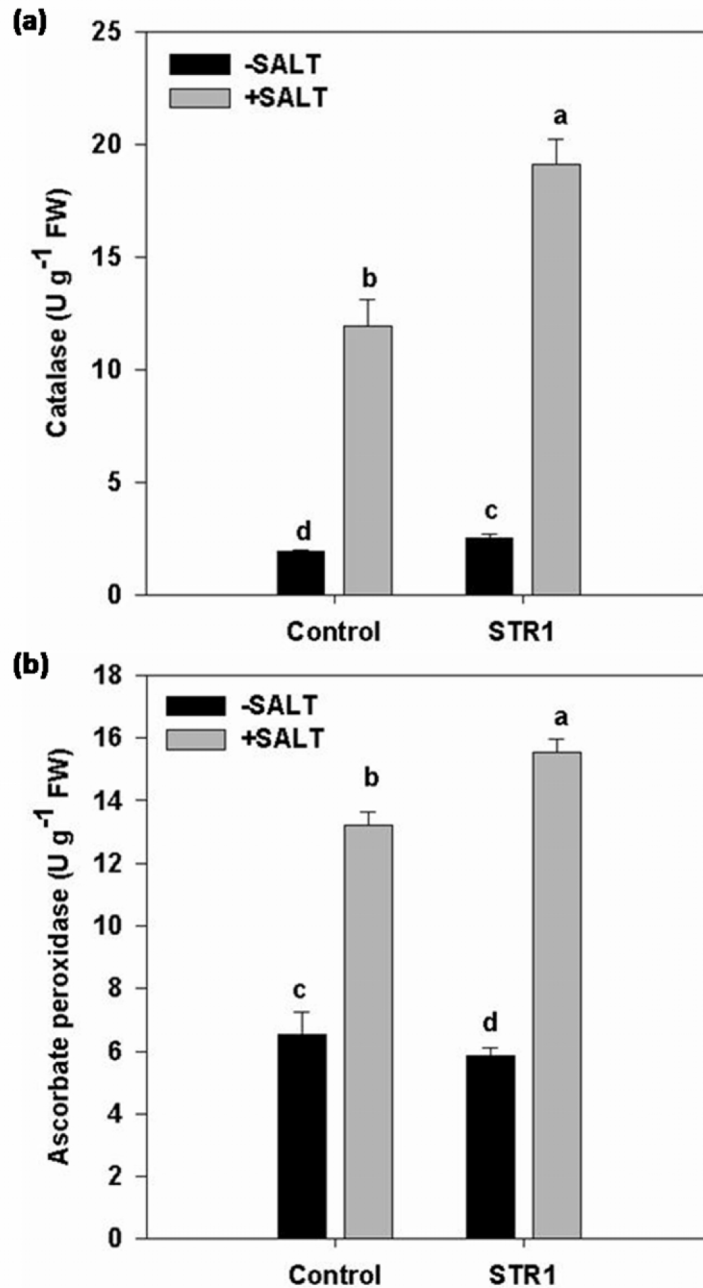 (a)
25
20
15
10
5
0
Catalase (U g⁻¹ FW)
-SALT
+SALT
d
b
c
a
Control STR1
(b)
18
16
14
12
10
8
6
4
2
0
Ascorbate peroxidase (U g⁻¹ FW)
-SALT
+SALT
c
b
d
a
Control STR1